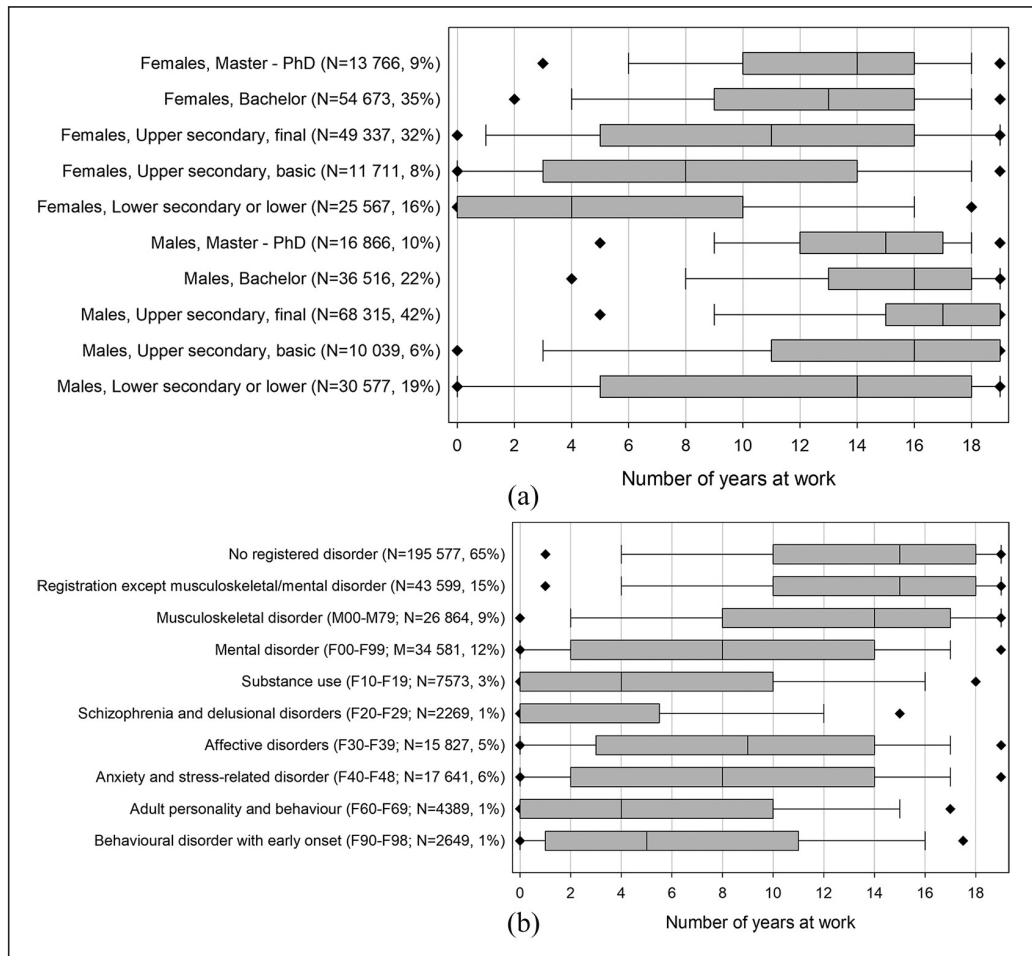 Females, Master - PhD (N=13 766, 9%)
Females, Bachelor (N=54 673, 35%)
Females, Upper secondary, final (N=49 337, 32%)
Females, Upper secondary, basic (N=11 711, 8%)
Females, Lower secondary or lower (N=25 567, 16%)
Males, Master - PhD (N=16 866, 10%)
Males, Bachelor (N=36 516, 22%)
Males, Upper secondary, final (N=68 315, 42%)
Males, Upper secondary, basic (N=10 039, 6%)
Males, Lower secondary or lower (N=30 577, 19%)
0 2 4 6 8 10 12 14 16 18
Number of years at work
(a)
No registered disorder (N=195 577, 65%)
Registration except musculoskeletal/mental disorder (N=43 599, 15%)
Musculoskeletal disorder (M00-M79; N=26 864, 9%)
Mental disorder (F00-F99; M=34 581, 12%)
Substance use (F10-F19; N=7573, 3%)
Schizophrenia and delusional disorders (F20-F29; N=2269, 1%)
Affective disorders (F30-F39; N=15 827, 5%)
Anxiety and stress-related disorder (F40-F48; N=17 641, 6%)
Adult personality and behaviour (F60-F69; N=4389, 1%)
Behavioural disorder with early onset (F90-F98; N=2649, 1%)
0 2 4 6 8 10 12 14 16 18
Number of years at work
(b)